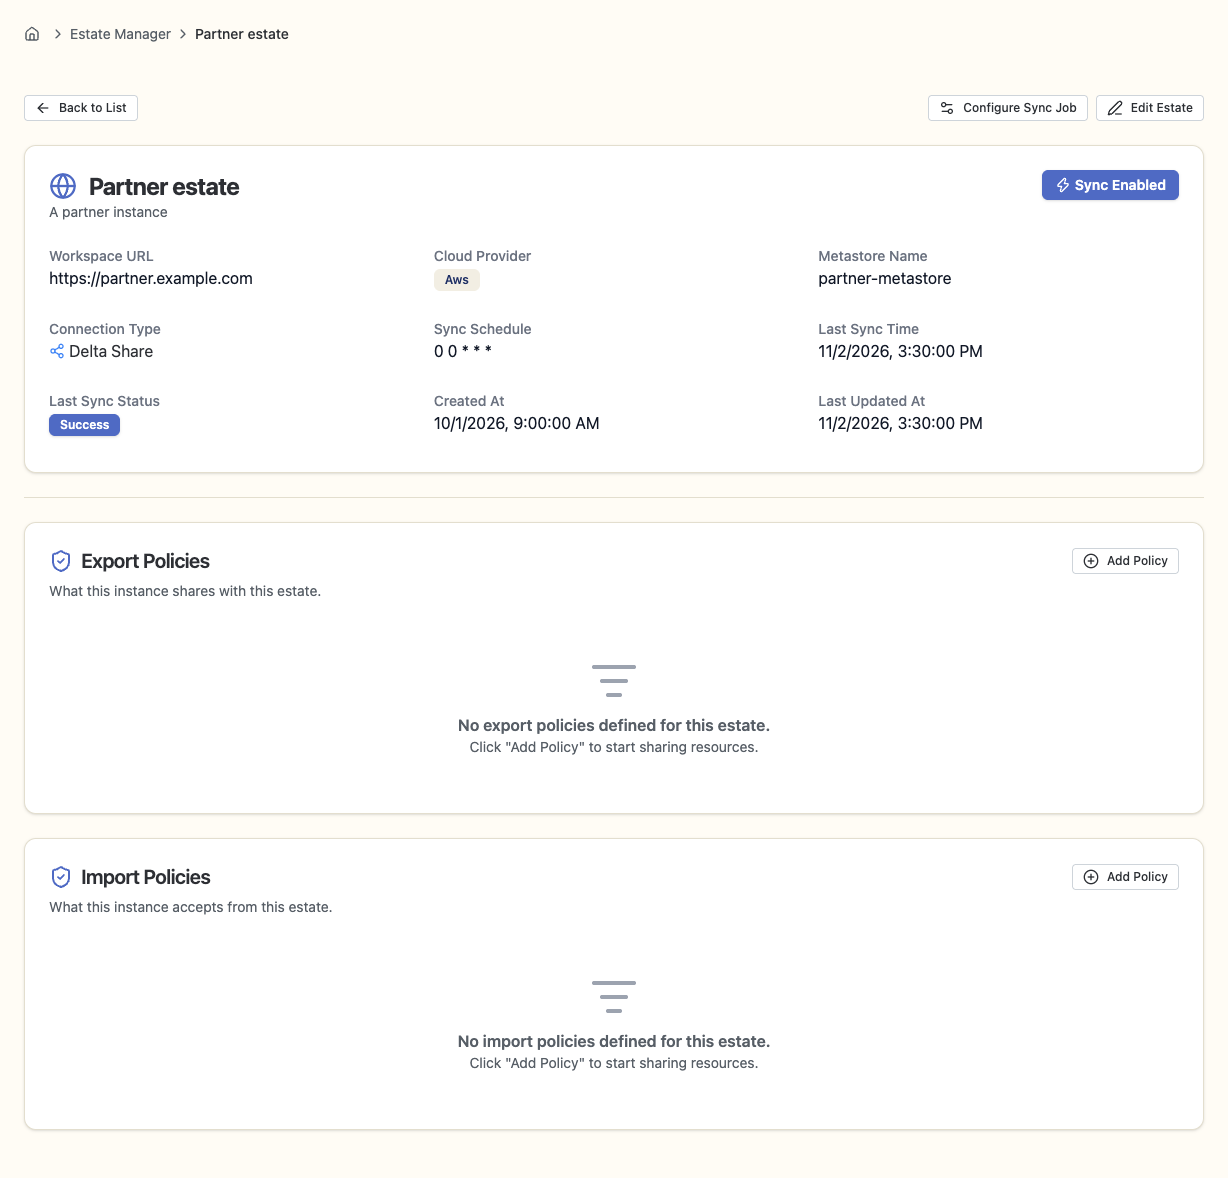 Estate Manager
Partner estate
Back to List
Configure Sync Job
Edit Estate
Partner estate
Sync Enabled
A partner instance
Workspace URL
https://partner.example.com
Cloud Provider
Aws
Metastore Name
partner-metastore
Connection Type
Delta Share
Sync Schedule
0 0 * * *
Last Sync Time
11/2/2026, 3:30:00 PM
Last Sync Status
Success
Created At
10/1/2026, 9:00:00 AM
Last Updated At
11/2/2026, 3:30:00 PM
Export Policies
Add Policy
What this instance shares with this estate.
No export policies defined for this estate.
Click "Add Policy" to start sharing resources.
Import Policies
Add Policy
What this instance accepts from this estate.
No import policies defined for this estate.
Click "Add Policy" to start sharing resources.